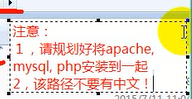 注意：
１，请规划好将apache,
mysql, php安装到一起
2，该路径不要有中文！